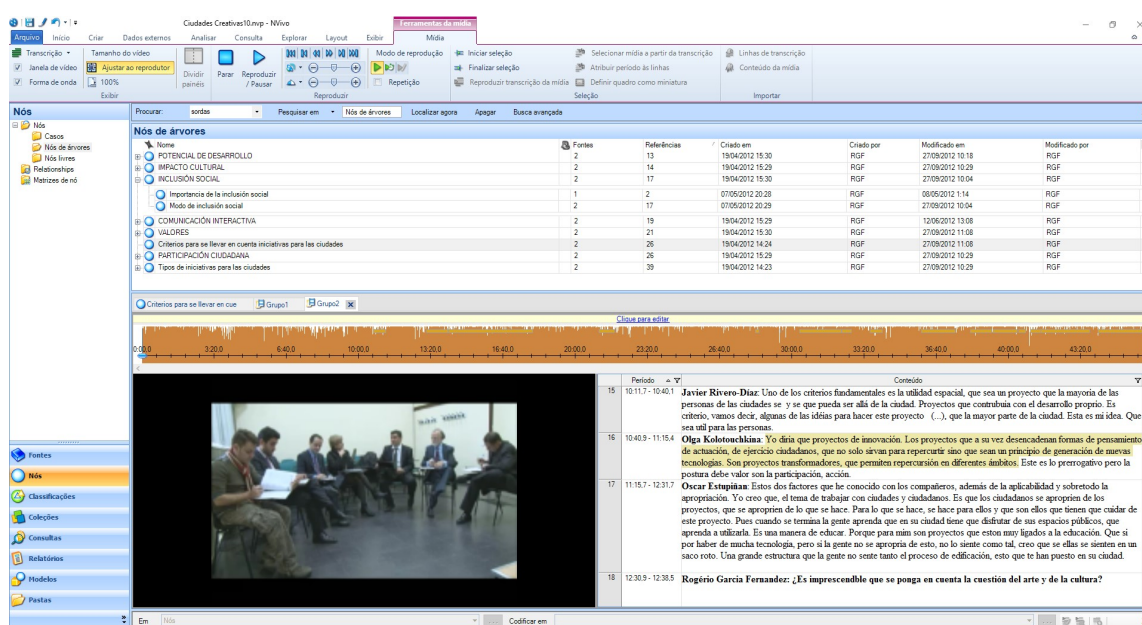 Ciudades Creativas10.nvp - NVivo
Ferramentas da mídia
Arquivo Início Criar Dados externos Analisar Consulta Explorar Layout Exibir Mídia
Transcrição Tamanho do vídeo Modo de reprodução Iniciar seleção Selecionar mídia a partir da transcrição Linhas de transcrição
Janela de vídeo Ajustar ao reprodutor Dividir painéis Parar Reproduzir / Pausar Finalizar seleção Atribuir período às linhas Conteúdo da mídia
Forma de onda 100% Repetição Reproduzir transcrição da mídia Definir quadro como miniatura
Exibir Reproduzir Seleção Importar
Nós
Nós
Casos
Nós de árvores
Nós livres
Relationships
Matrizes de nó
Procurar: sordas Pesquisar em Nós de árvores Localizar agora Apagar Busca avançada
Nós de árvores
Nome Fontes Referências Criado em Criado por Modificado em Modificado por
POTENCIAL DE DESARROLLO 2 13 19/04/2012 15:30 RGF 27/09/2012 10:18 RGF
IMPACTO CULTURAL 2 14 19/04/2012 15:29 RGF 27/09/2012 10:29 RGF
INCLUSIÓN SOCIAL 2 17 19/04/2012 15:30 RGF 27/09/2012 10:04 RGF
Importancia de la inclusión social 1 2 07/05/2012 20:28 RGF 08/05/2012 1:14 RGF
Modo de inclusión social 2 17 07/05/2012 20:29 RGF 27/09/2012 10:04 RGF
COMUNICACIÓN INTERACTIVA 2 19 19/04/2012 15:29 RGF 12/06/2012 13:08 RGF
VALORES 2 21 19/04/2012 15:30 RGF 27/09/2012 11:08 RGF
Criterios para se llevar en cuenta iniciativas para las ciudades 2 26 19/04/2012 14:24 RGF 27/09/2012 11:08 RGF
PARTICIPACIÓN CIUDADANA 2 26 19/04/2012 15:29 RGF 27/09/2012 10:29 RGF
Tipos de iniciativas para las ciudades 2 39 19/04/2012 14:23 RGF 27/09/2012 10:29 RGF
Criterios para se llevar en cue Grupo1 Grupo2
Clique para editar
0:00,0 3:20,0 6:40,0 10:00,0 13:20,0 16:40,0 20:00,0 23:20,0 26:40,0 30:00,0 33:20,0 36:40,0 40:00,0 43:20,0
Período Conteúdo
15 10:11,7 - 10:40,1 Javier Rivero-Díaz: Uno de los criterios fundamentales es la utilidad espacial, que sea un proyecto que la mayoria de las
personas de las ciudades se y se que pueda ser allá de la ciudad. Proyectos que contrubuia con el desarrollo proprio. Es
criterio, vamos decir, algunas de las idéias para hacer este proyecto (...), que la mayor parte de la ciudad. Esta es mi idea. Que
sea util para las personas.
16 10:40,9 - 11:15,4 Olga Kolotouchkina: Yo diria que proyectos de innovación. Los proyectos que a su vez desencadenan formas de pensamiento
de actuación, de ejercicio ciudadanos, que no solo sirvan para repercurtir sino que sean un principio de generación de nuevas
tecnologías. Son proyectos transformadores, que permiten repercursión en diferentes ámbitos. Este es lo prerrogativo pero la
postura debe valor son la participación, acción.
17 11:15,7 - 12:31,7 Oscar Estupiñan: Estos dos factores que he conocido con los compañeros, además de la aplicabilidad y sobretodo la
apropriación. Yo creo que, el tema de trabajar con ciudades y ciudadanos. Es que los ciudadanos se aproprien de los
proyectos, que se aproprien de lo que se hace. Para lo que se hace, se hace para ellos y que son ellos que tienen que cuidar de
este proyecto. Pues cuando se termina la gente aprenda que en su ciudad tiene que disfrutar de sus espacios públicos, que
aprenda a utilizarla. Es una manera de educar. Porque para mim son proyectos que eston muy ligados a la educación. Que si
por haber de mucha tecnología, pero si la gente no se apropria de esto, no lo siente como tal, creo que se ellas se sienten en un
saco roto. Una grande estructura que la gente no sente tanto el proceso de edificación, esto que te han puesto en su ciudad.
18 12:30,9 - 12:38,5 Rogério García Fernandez: ¿Es imprescendble que se ponga en cuenta la cuestión del arte y de la cultura?
Fontes
Nós
Classificações
Coleções
Consultas
Relatórios
Modelos
Pastas
Em Nós Codificar em